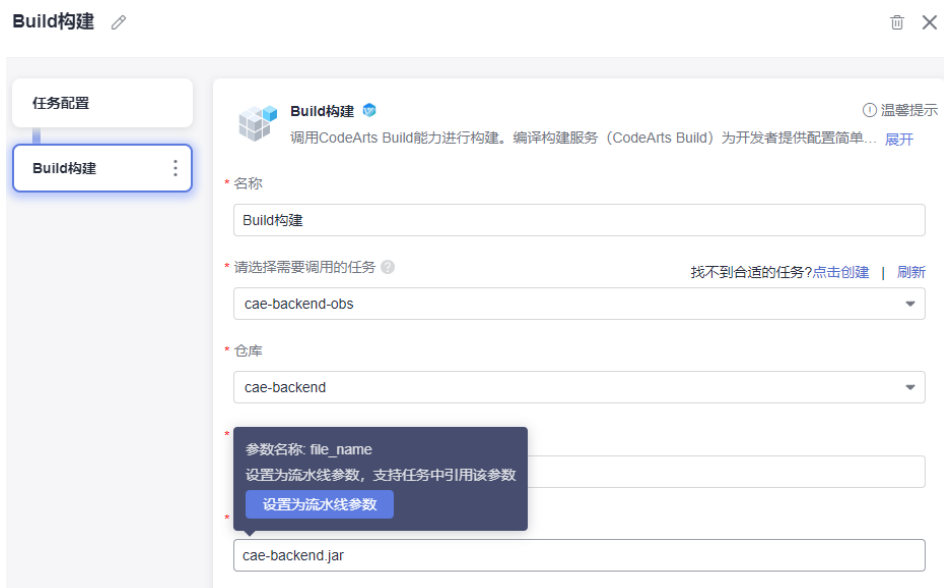 Build构建
任务配置
Build构建
Build构建
温馨提示
调用CodeArts Build能力进行构建。编译构建服务（CodeArts Build）为开发者提供配置简单... 展开
* 名称
Build构建
* 请选择需要调用的任务
找不到合适的任务?点击创建 | 刷新
cae-backend-obs
* 仓库
cae-backend
*
参数名称: file_name
设置为流水线参数，支持任务中引用该参数
设置为流水线参数
*
cae-backend.jar